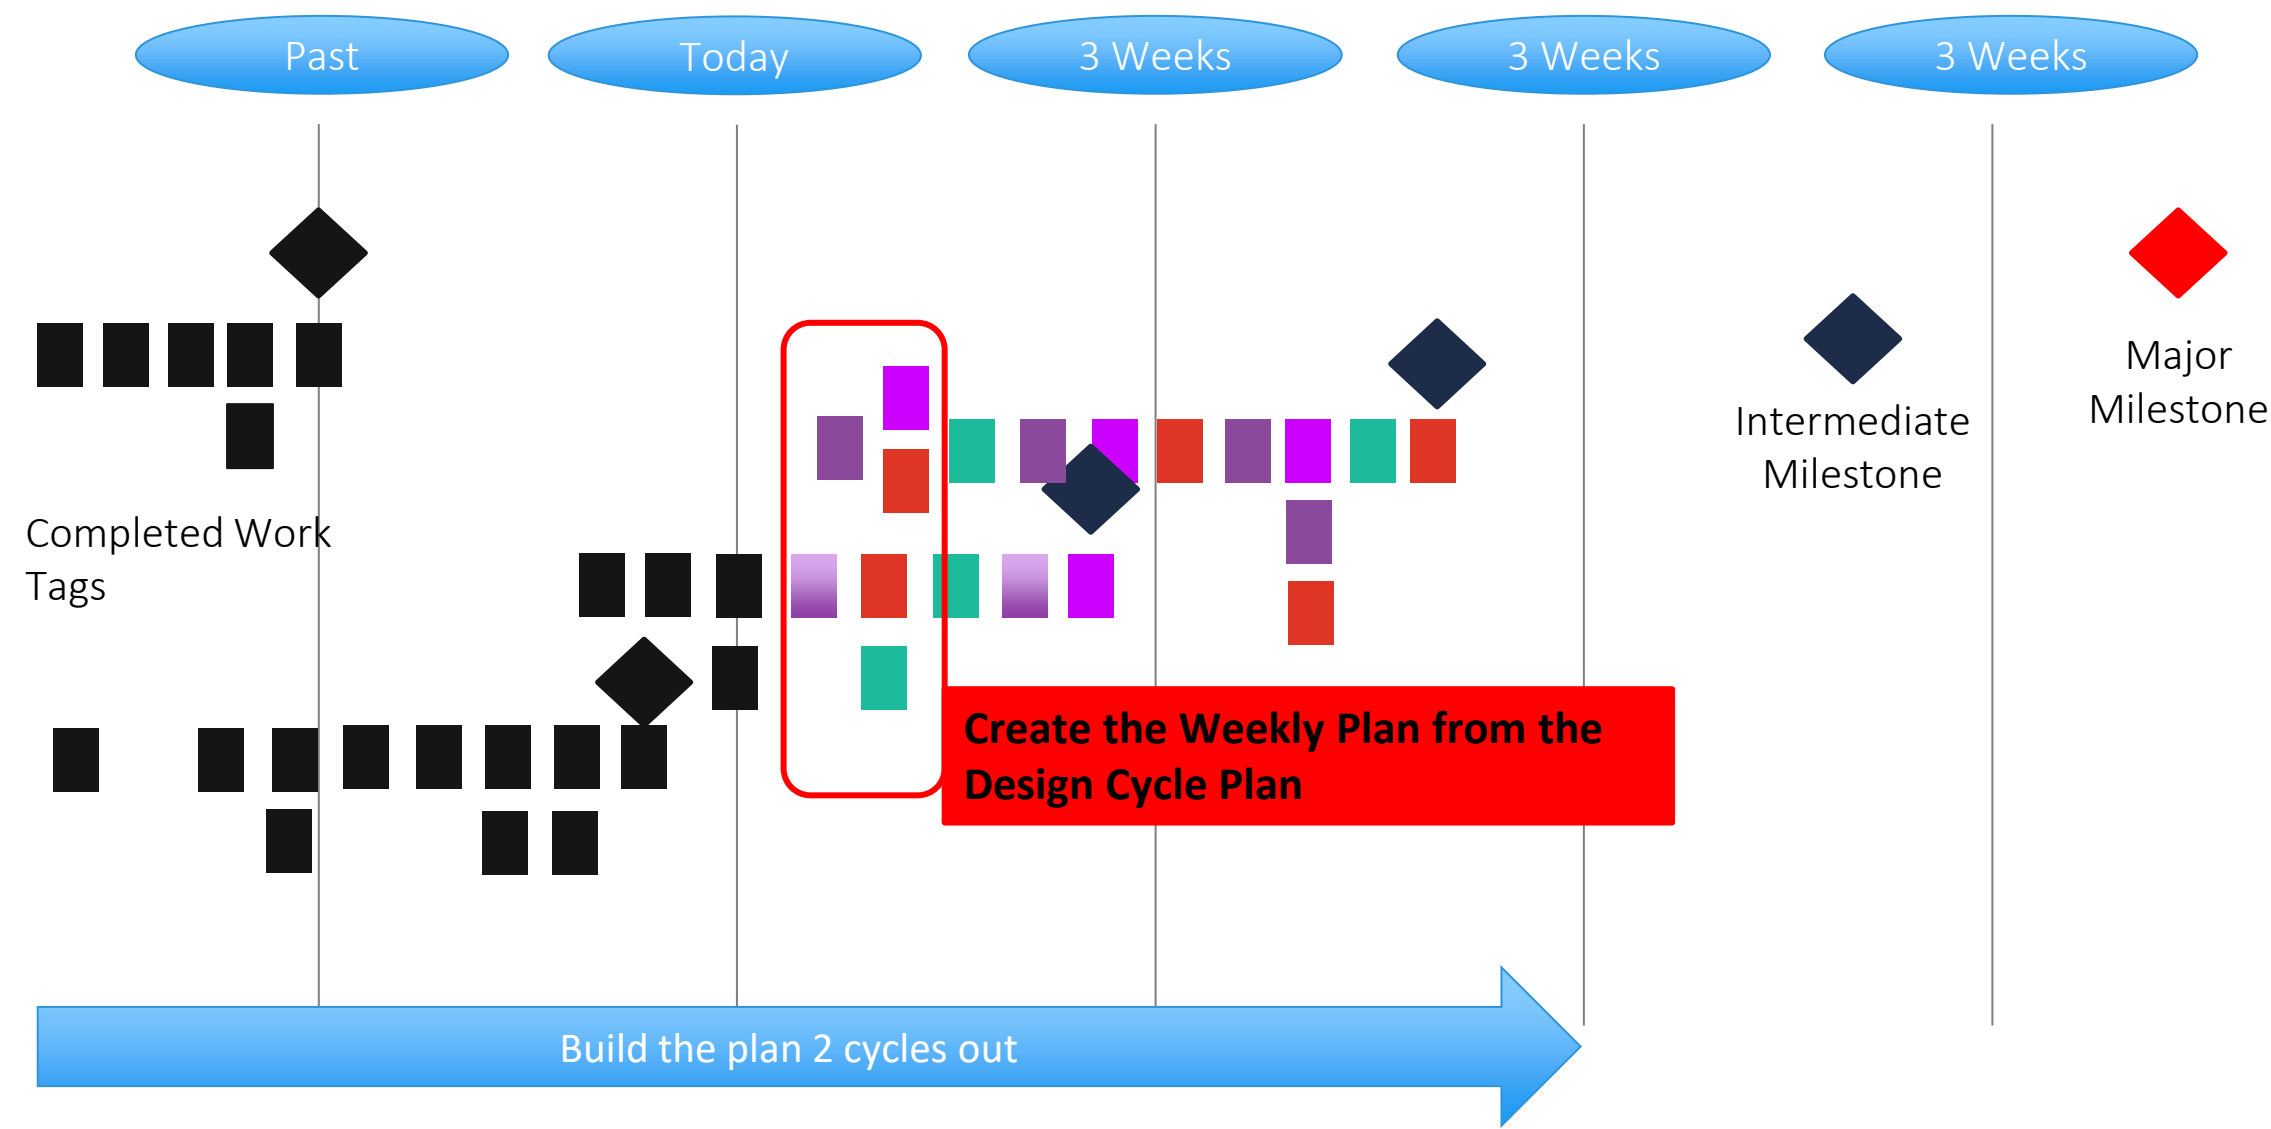 Past
Today
3 Weeks
3 Weeks
3 Weeks
Major
Milestone
Intermediate
Milestone
Completed Work
Tags
Create the Weekly Plan from the
Design Cycle Plan
Build the plan 2 cycles out